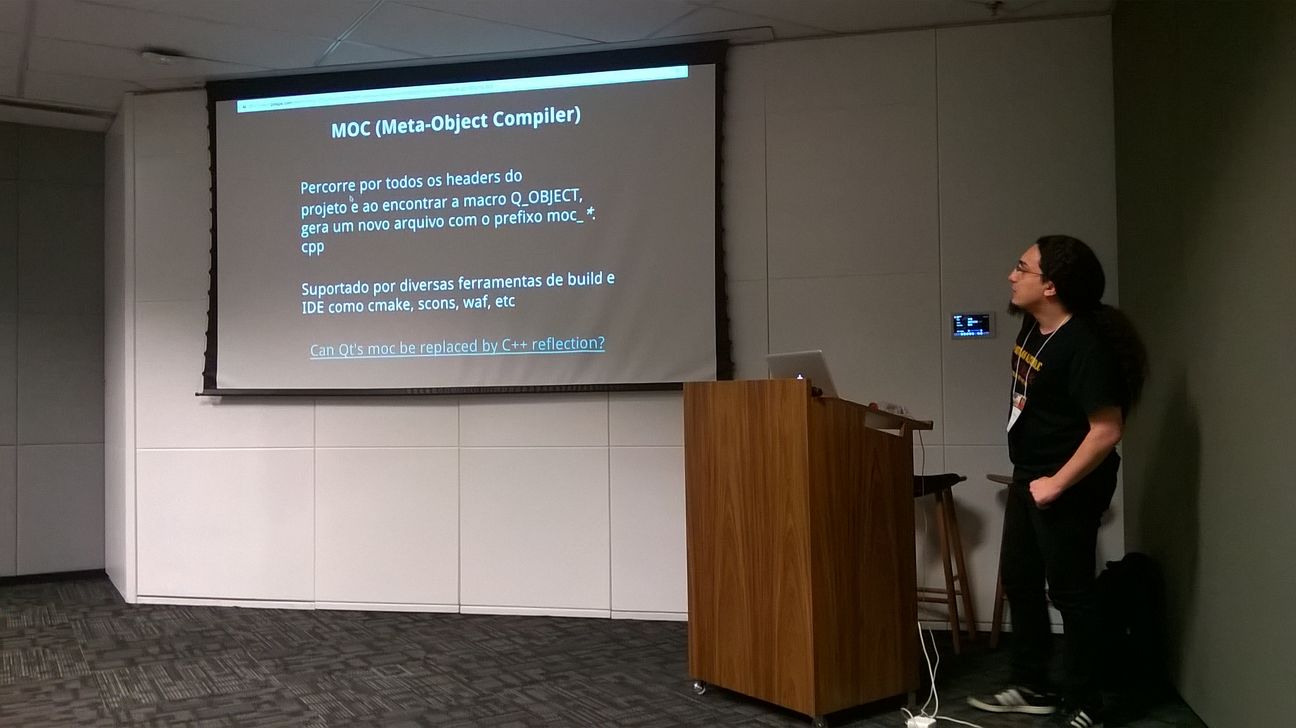 MOC (Meta-Object Compiler)
Percorre por todos os headers do
projeto e ao encontrar a macro Q_OBJECT,
gera um novo arquivo com o prefixo moc_*.
cpp
Suportado por diversas ferramentas de build e
IDE como cmake, scons, waf, etc
Can Qt's moc be replaced by C++ reflection?